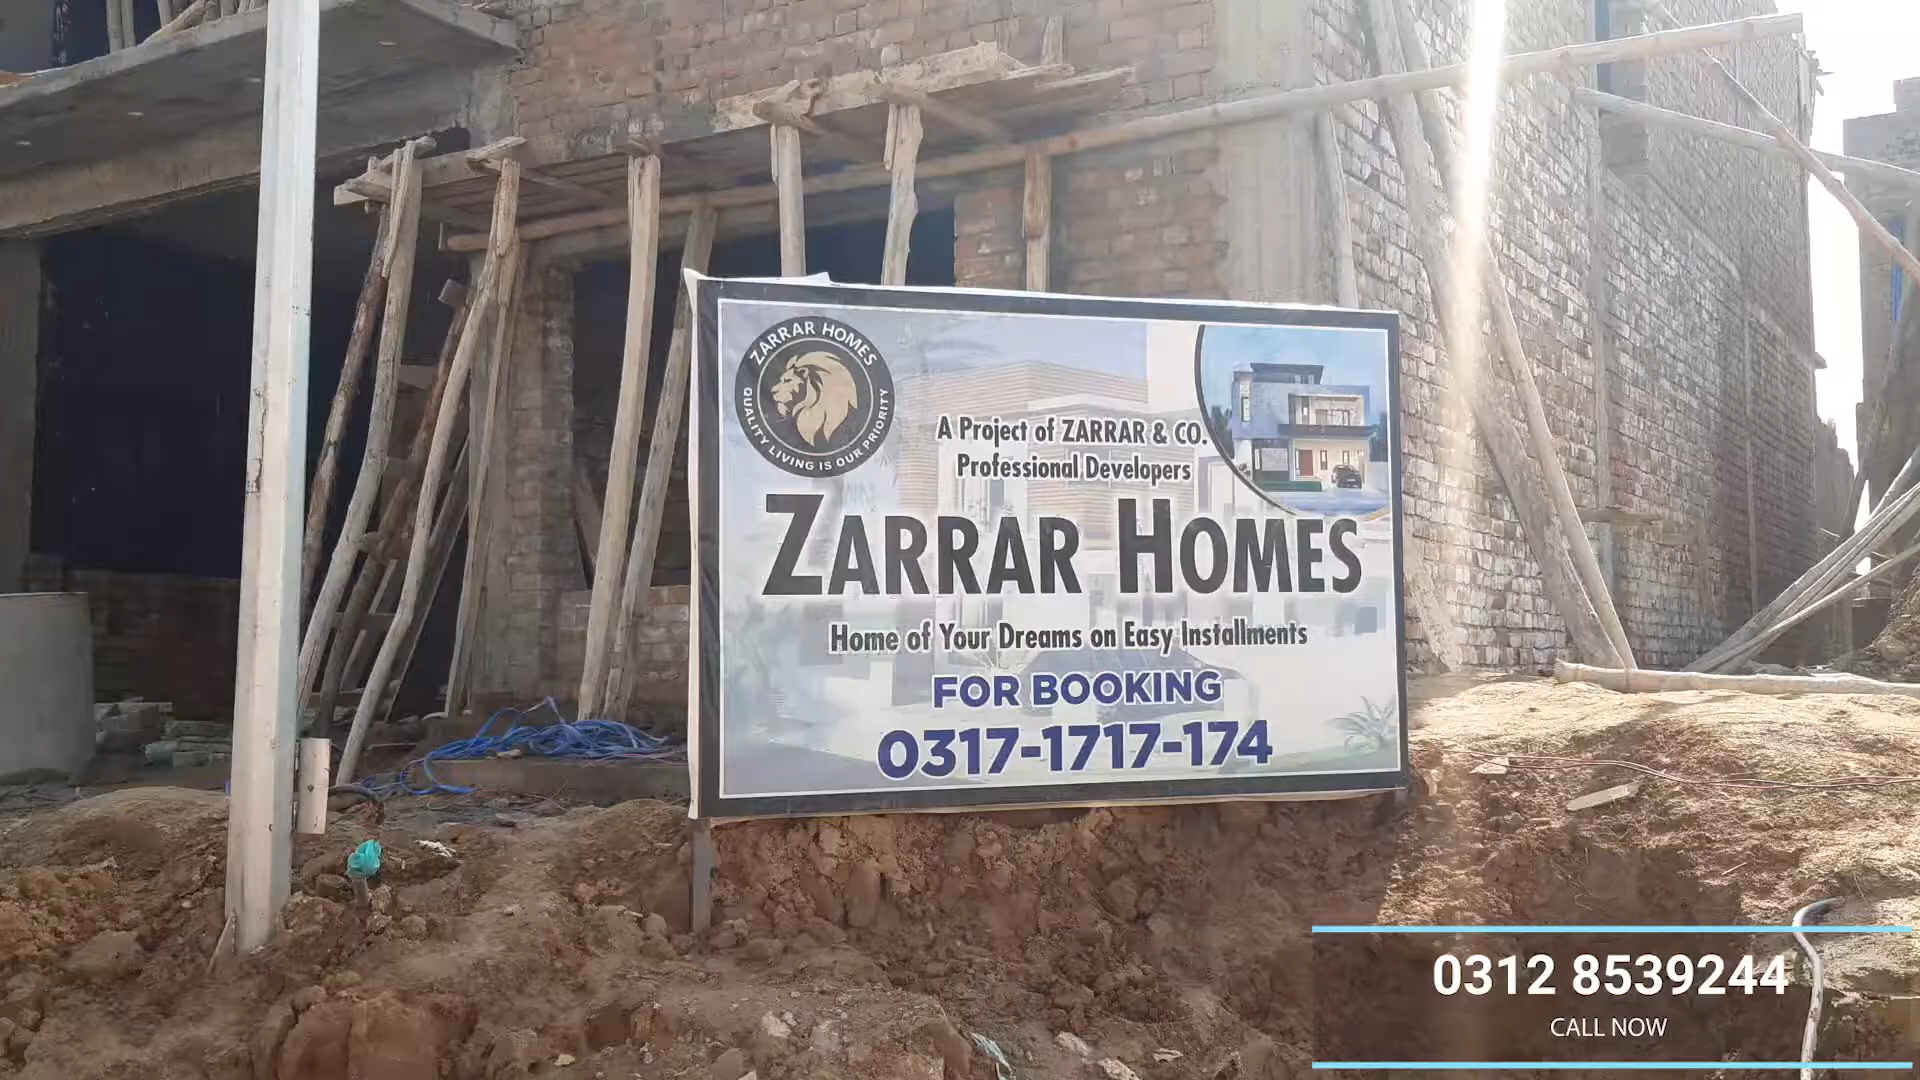 ZARRAR HOMES
QUALITY LIVING IS OUR PRIORITY
A Project of ZARRAR & CO.
Professional Developers
ZARRAR HOMES
Home of Your Dreams on Easy Installments
FOR BOOKING
0317-1717-174
0312 8539244
CALL NOW